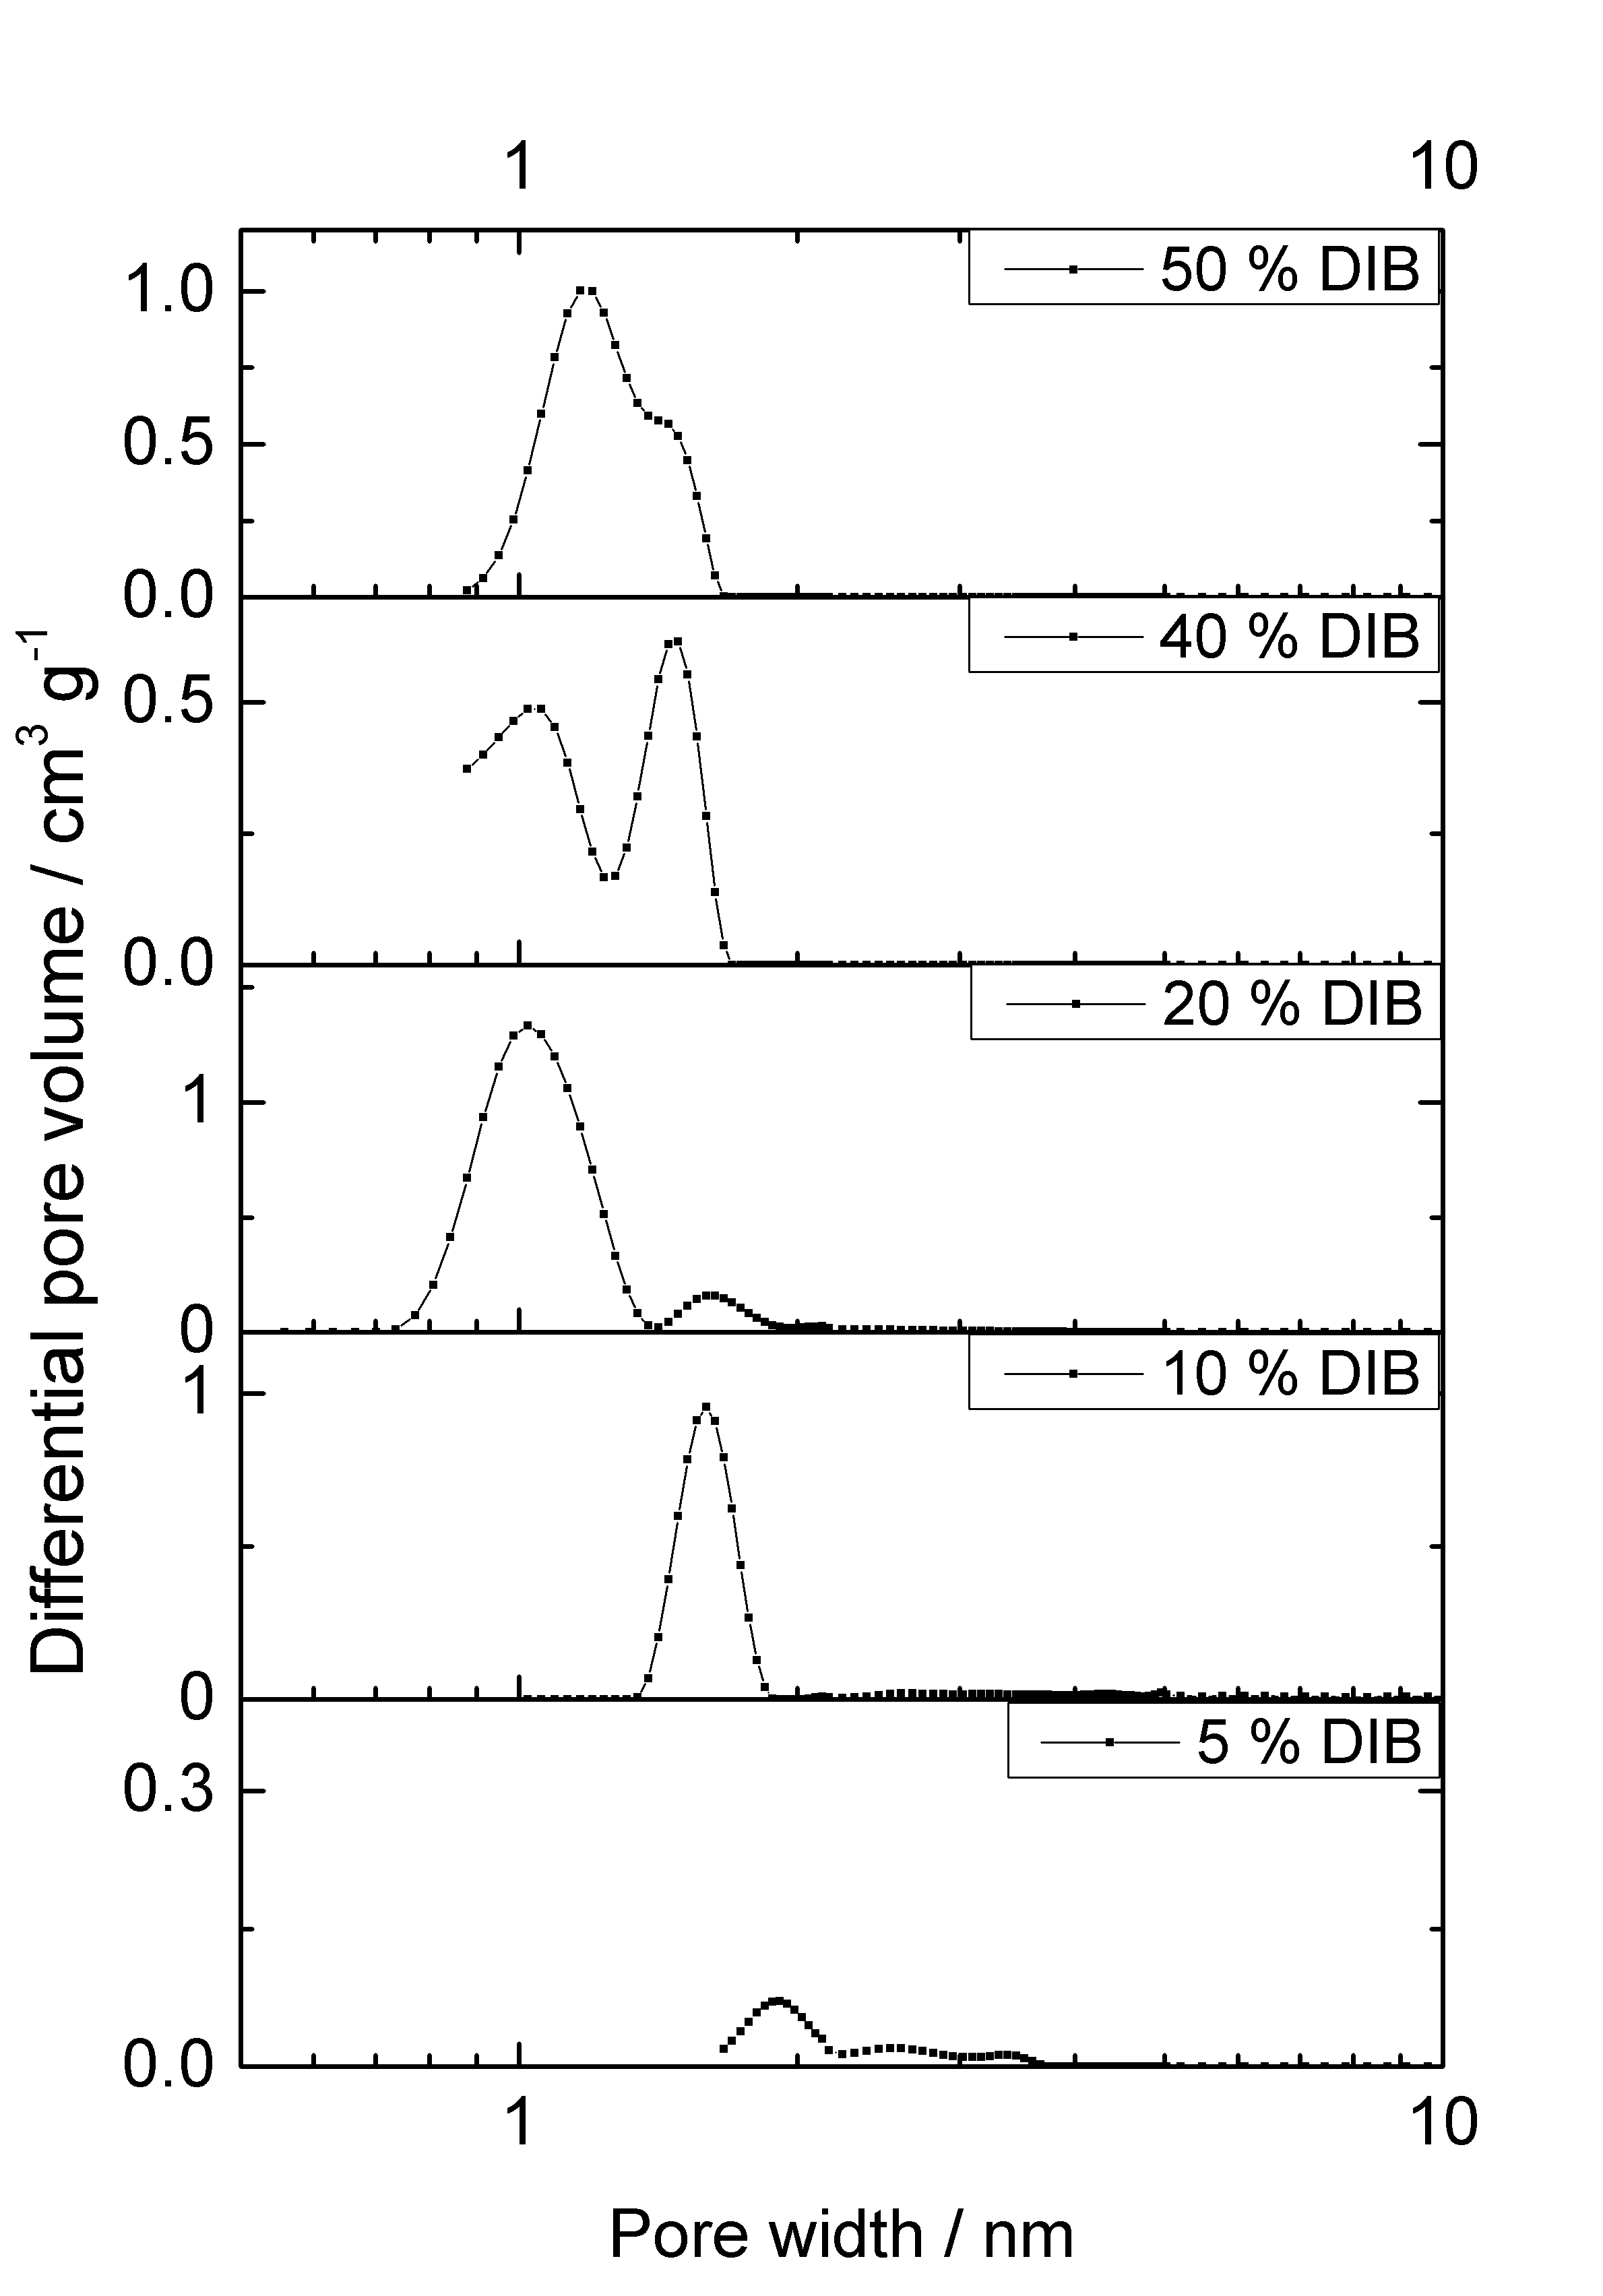 1 10
50 % DIB
1.0
0.5
0.0
40 % DIB
0.5
0.0
20 % DIB
1
0
10 % DIB
1
0
5 % DIB
0.3
0.0
1 10
Pore width / nm
Differential pore volume / cm³ g⁻¹